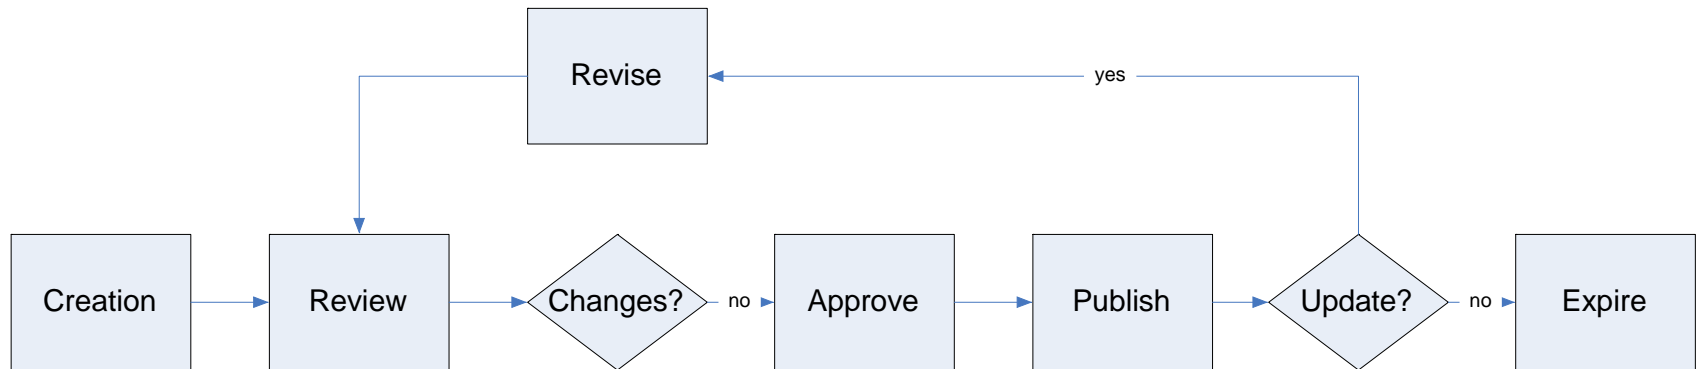 Revise
yes
Creation
Review
Changes?
no
Approve
Publish
Update?
no
Expire